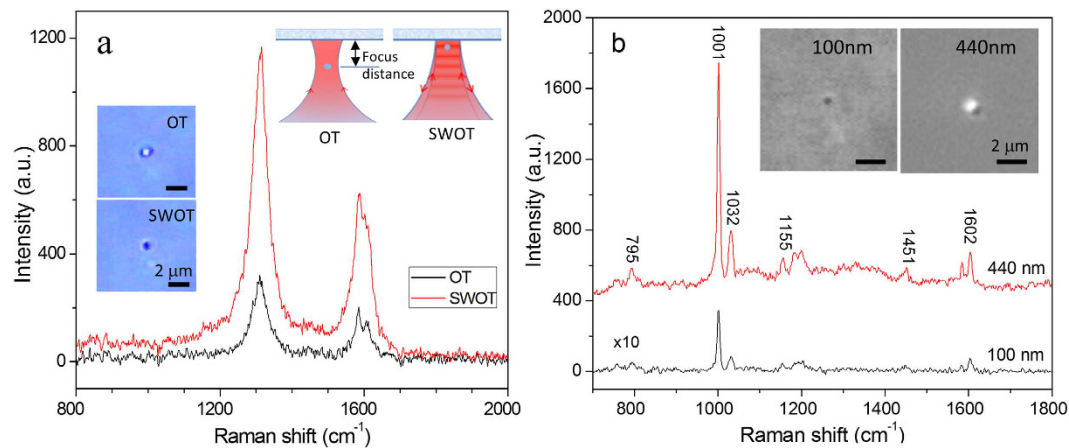 a
Focus
distance
OT
SWOT
OT
SWOT
2 μm
OT
SWOT
Intensity (a.u.)
1200
800
400
0
800
1200
1600
2000
Raman shift (cm⁻¹)
b
100nm
440nm
2 μm
1001
1032
795
1155
1451
1602
440 nm
x10
100 nm
Intensity (a.u.)
2000
1600
1200
800
400
0
800
1000
1200
1400
1600
1800
Raman shift (cm⁻¹)